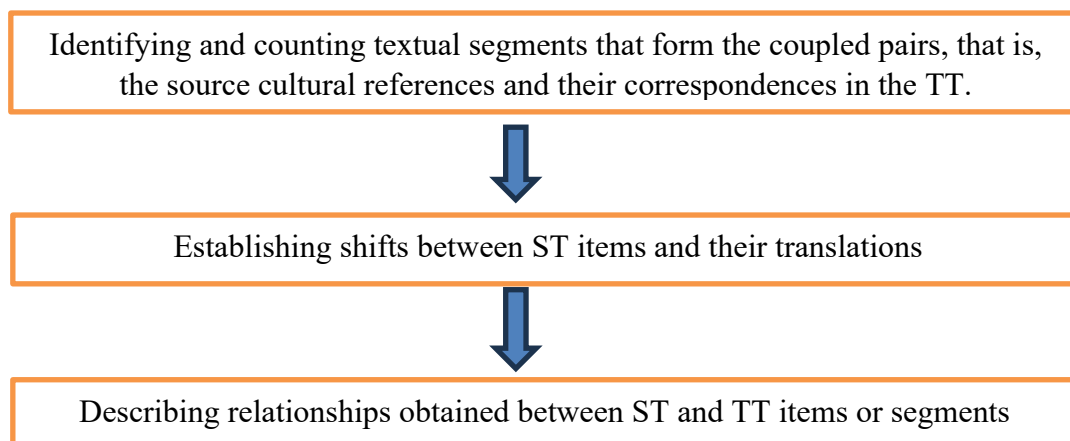 Identifying and counting textual segments that form the coupled pairs, that is,
the source cultural references and their correspondences in the TT.
Establishing shifts between ST items and their translations
Describing relationships obtained between ST and TT items or segments